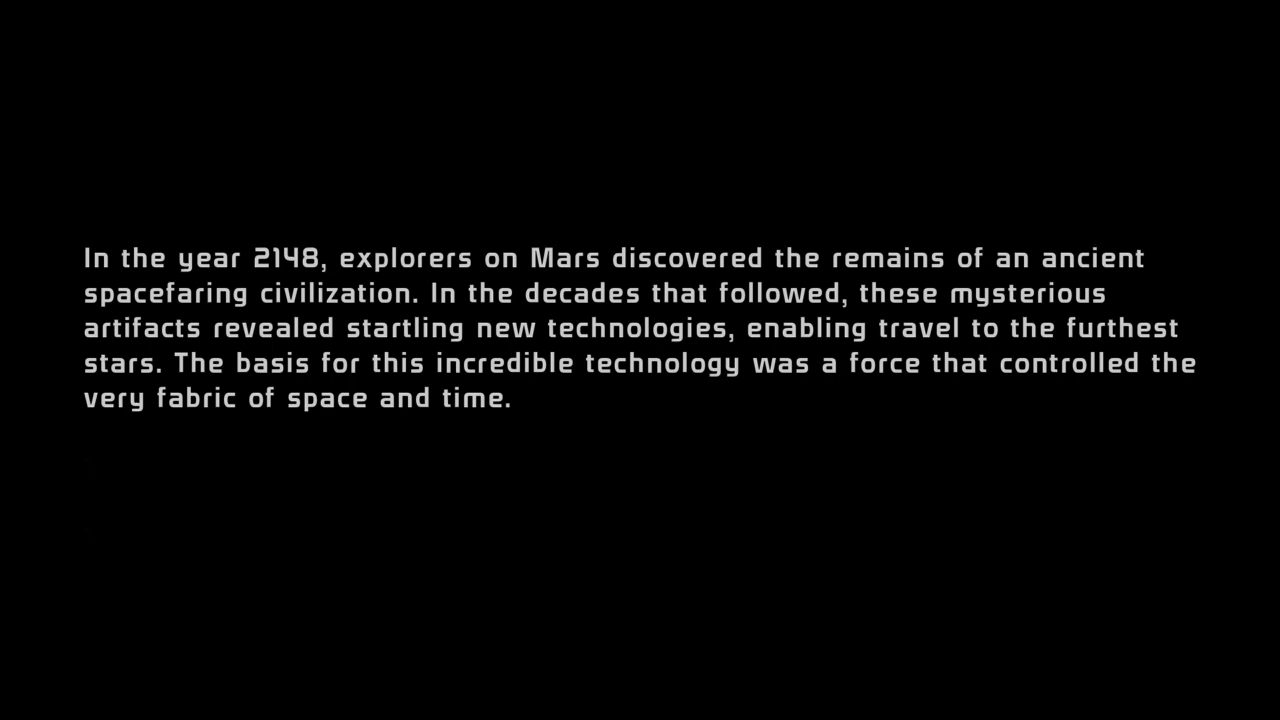 In the year 2148, explorers on Mars discovered the remains of an ancient
spacefaring civilization. In the decades that followed, these mysterious
artifacts revealed startling new technologies, enabling travel to the furthest
stars. The basis for this incredible technology was a force that controlled the
very fabric of space and time.